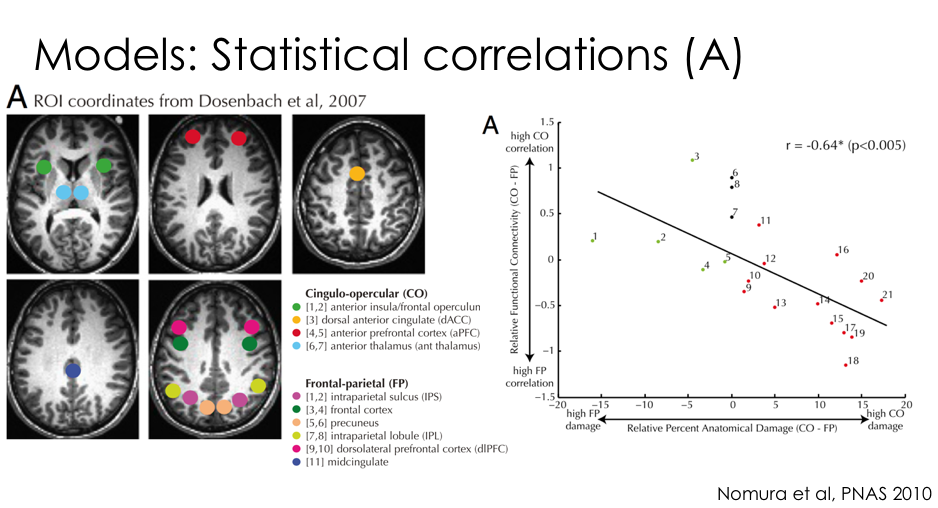 Models: Statistical correlations (A)
A ROI coordinates from Dosenbach et al, 2007
Cingulo-opercular (CO)
[1,2] anterior insula/frontal operculun
[3] dorsal anterior cingulate (dACC)
[4,5] anterior prefrontal cortex (aPFC)
[6,7] anterior thalamus (ant thalamus)
Frontal-parietal (FP)
[1,2] intraparietal sulcus (IPS)
[3,4] frontal cortex
[5,6] precuneus
[7,8] intraparietal lobule (IPL)
[9,10] dorsolateral prefrontal cortex (dlPFC)
[11] midcingulate
A
high CO
correlation
Relative Functional Connectivity (CO - FP)
high FP
correlation
1.5
1
0.5
0
−0.5
−1
−1.5
r = -0.64* (p<0.005)
3
6
8
7
11
1
2
4
5
12
16
10
9
20
13
14
21
15
17
19
18
−20
−15
−10
−5
0
5
10
15
20
high FP
damage
Relative Percent Anatomical Damage (CO - FP)
high CO
damage
Nomura et al, PNAS 2010